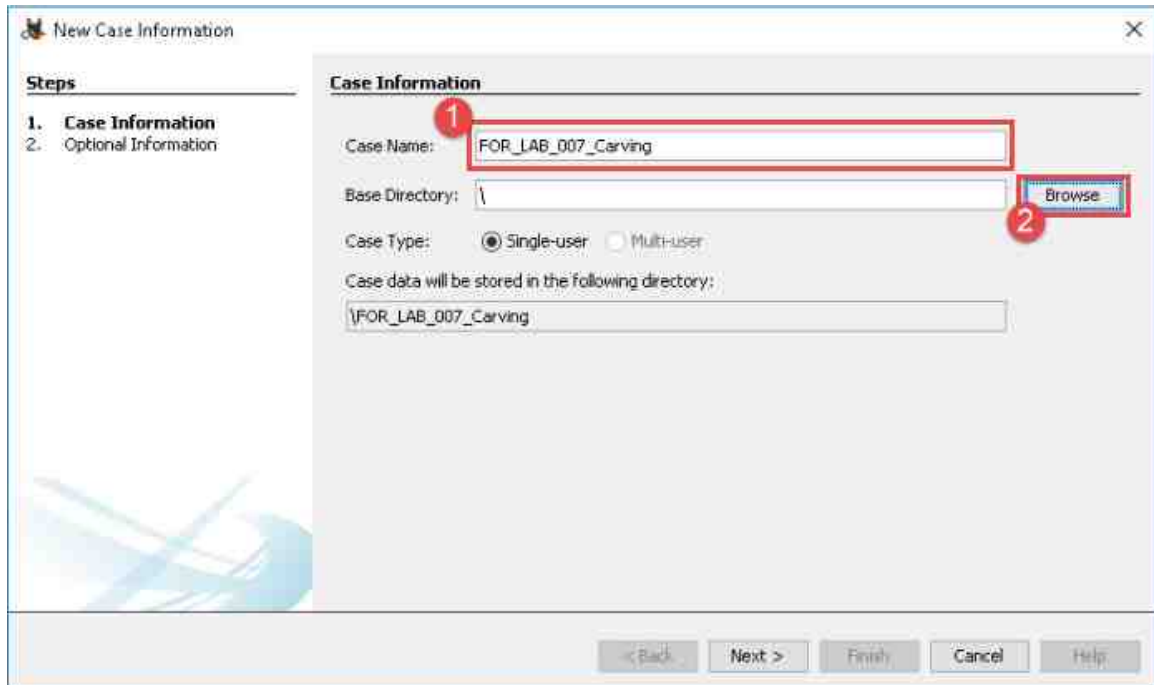 New Case Information
Steps
1. Case Information
2. Optional Information
Case Information
1
Case Name: FOR_LAB_007_Carving
Base Directory: \ Browse
2
Case Type: Single-user Multi-user
Case data will be stored in the following directory:
\FOR_LAB_007_Carving
< Back Next > Finish Cancel Help